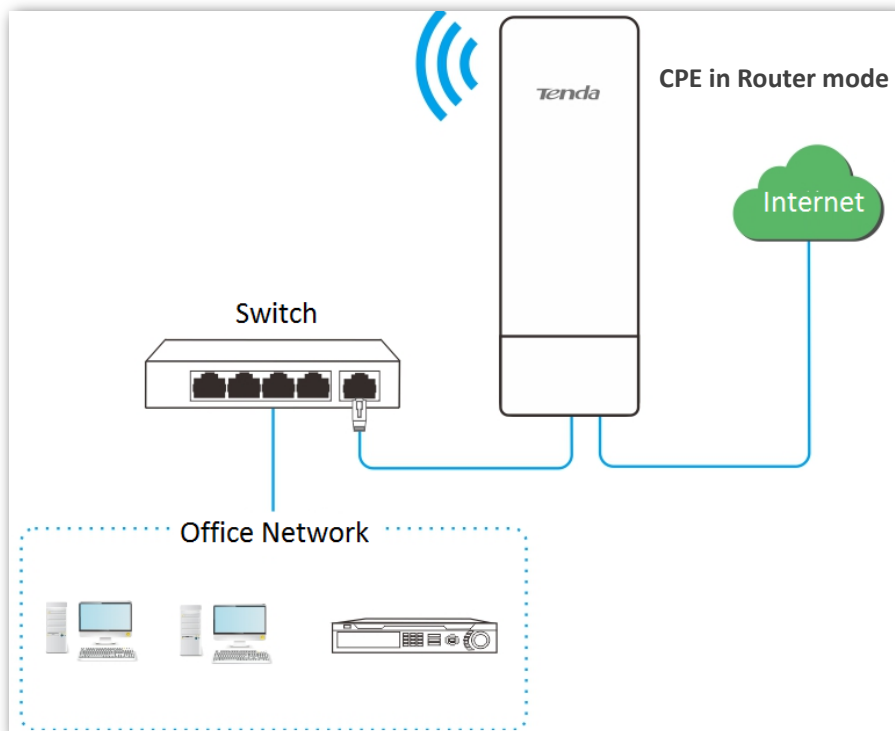 Tenda
CPE in Router mode
Internet
Switch
Office Network